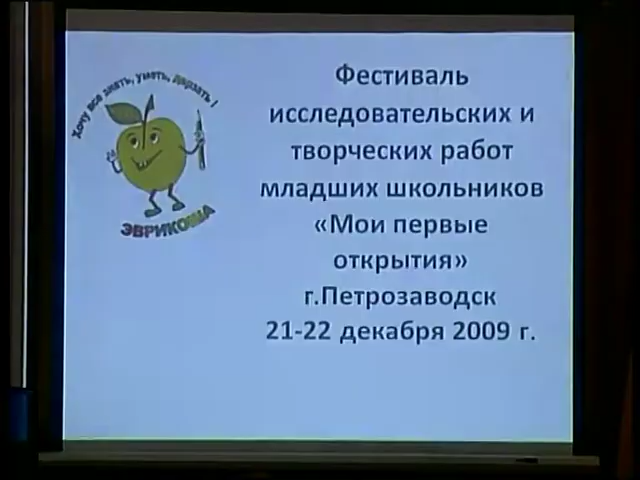 Хочу все знать, уметь, дерзать !
ЭВРИКОША
Фестиваль
исследовательских и
творческих работ
младших школьников
«Мои первые
открытия»
г.Петрозаводск
21-22 декабря 2009 г.